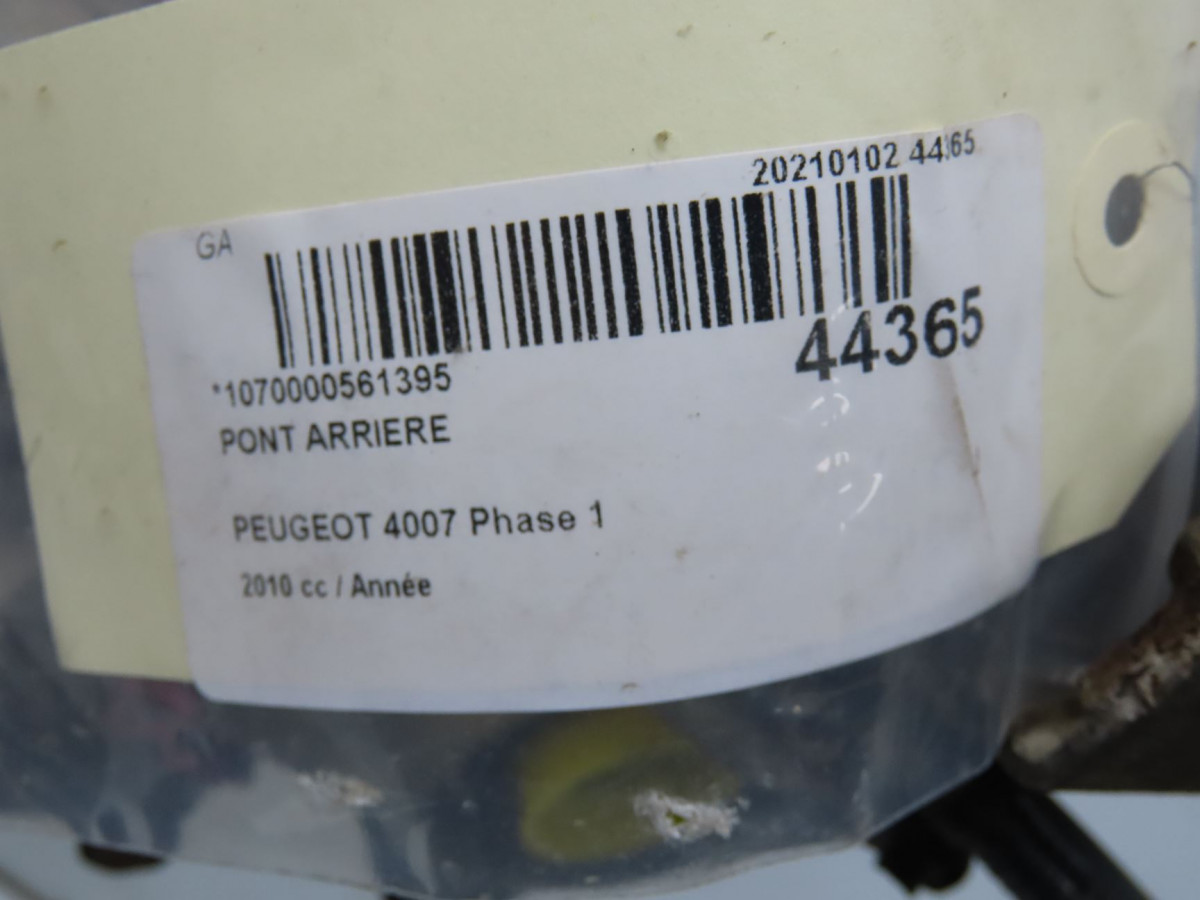 20210102 44365
GA
44365
*1070000561395
PONT ARRIERE
PEUGEOT 4007 Phase 1
2010 cc / Année